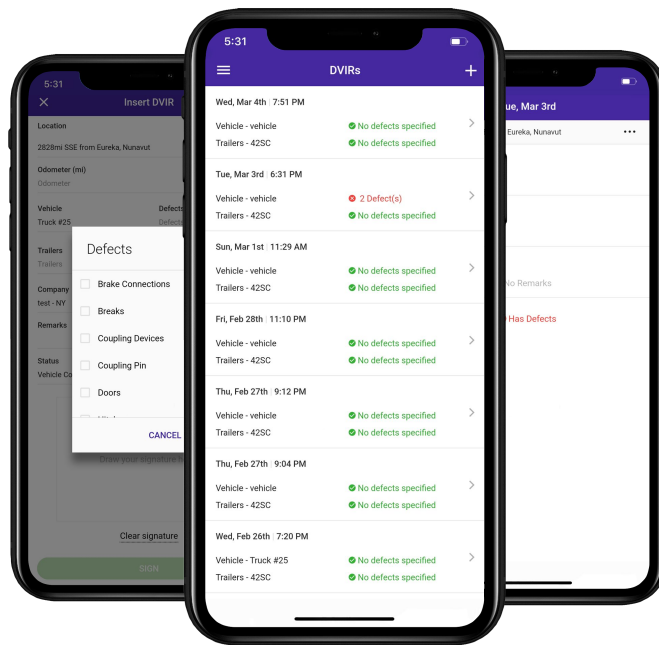 5:31
Insert DVIR
Location
2828mi SSE from Eureka, Nunavut
Odometer (mi)
Odometer
Vehicle
Defects
Truck #25
Defects
Trailers
Trailers
Company
test - NY
Remarks
Status
Vehicle Co
Defects
Brake Connections
Breaks
Coupling Devices
Coupling Pin
Doors
CANCEL
Draw your signature
Clear signature
SIGN
5:31
DVIRs
Wed, Mar 4th | 7:51 PM
Vehicle - vehicle No defects specified
Trailers - 42SC No defects specified
Tue, Mar 3rd | 6:31 PM
Vehicle - vehicle 2 Defect(s)
Trailers - 42SC No defects specified
Sun, Mar 1st | 11:29 AM
Vehicle - vehicle No defects specified
Trailers - 42SC No defects specified
Fri, Feb 28th | 11:10 PM
Vehicle - vehicle No defects specified
Trailers - 42SC No defects specified
Thu, Feb 27th | 9:12 PM
Vehicle - vehicle No defects specified
Trailers - 42SC No defects specified
Thu, Feb 27th | 9:04 PM
Vehicle - vehicle No defects specified
Trailers - 42SC No defects specified
Wed, Feb 26th | 7:20 PM
Vehicle - Truck #25 No defects specified
Trailers - 42SC No defects specified
ue, Mar 3rd
Eureka, Nunavut
No Remarks
Has Defects